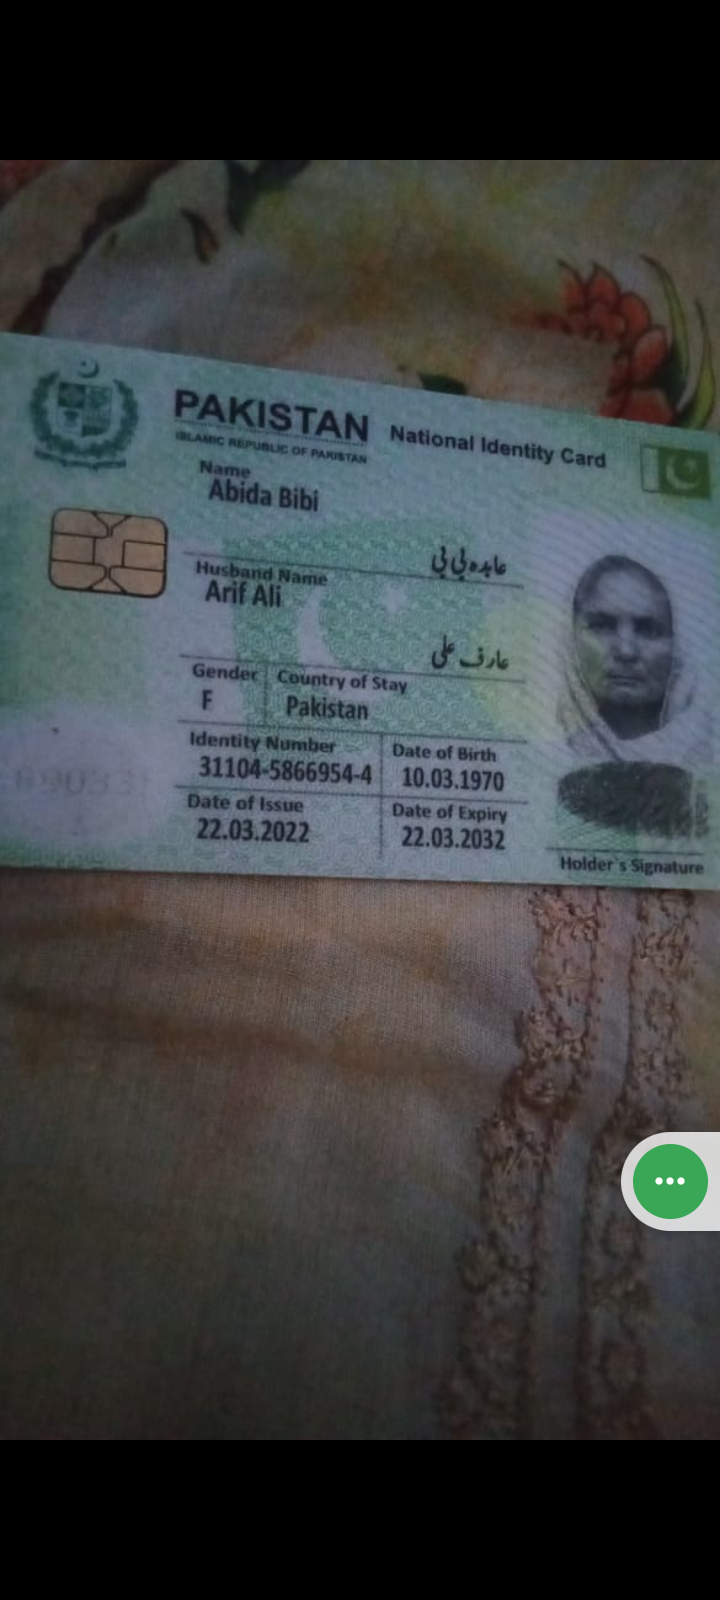 PAKISTAN National Identity Card
ISLAMIC REPUBLIC OF PAKISTAN
Name
Abida Bibi
عابدہ بی بی
Husband Name
Arif Ali
عارف علی
Gender Country of Stay
F Pakistan
Identity Number Date of Birth
31104-5866954-4 10.03.1970
Date of Issue Date of Expiry
22.03.2022 22.03.2032
Holder's Signature